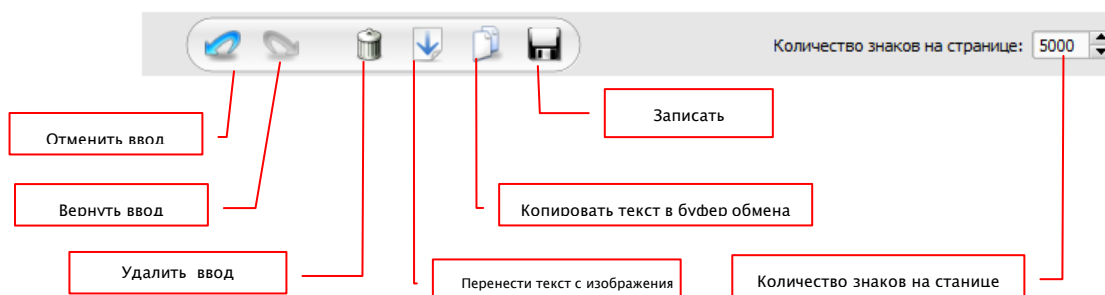 Количество знаков на странице: 5000
Записать
Отменить ввод
Вернуть ввод
Копировать текст в буфер обмена
Удалить ввод
Перенести текст с изображения
Количество знаков на станице